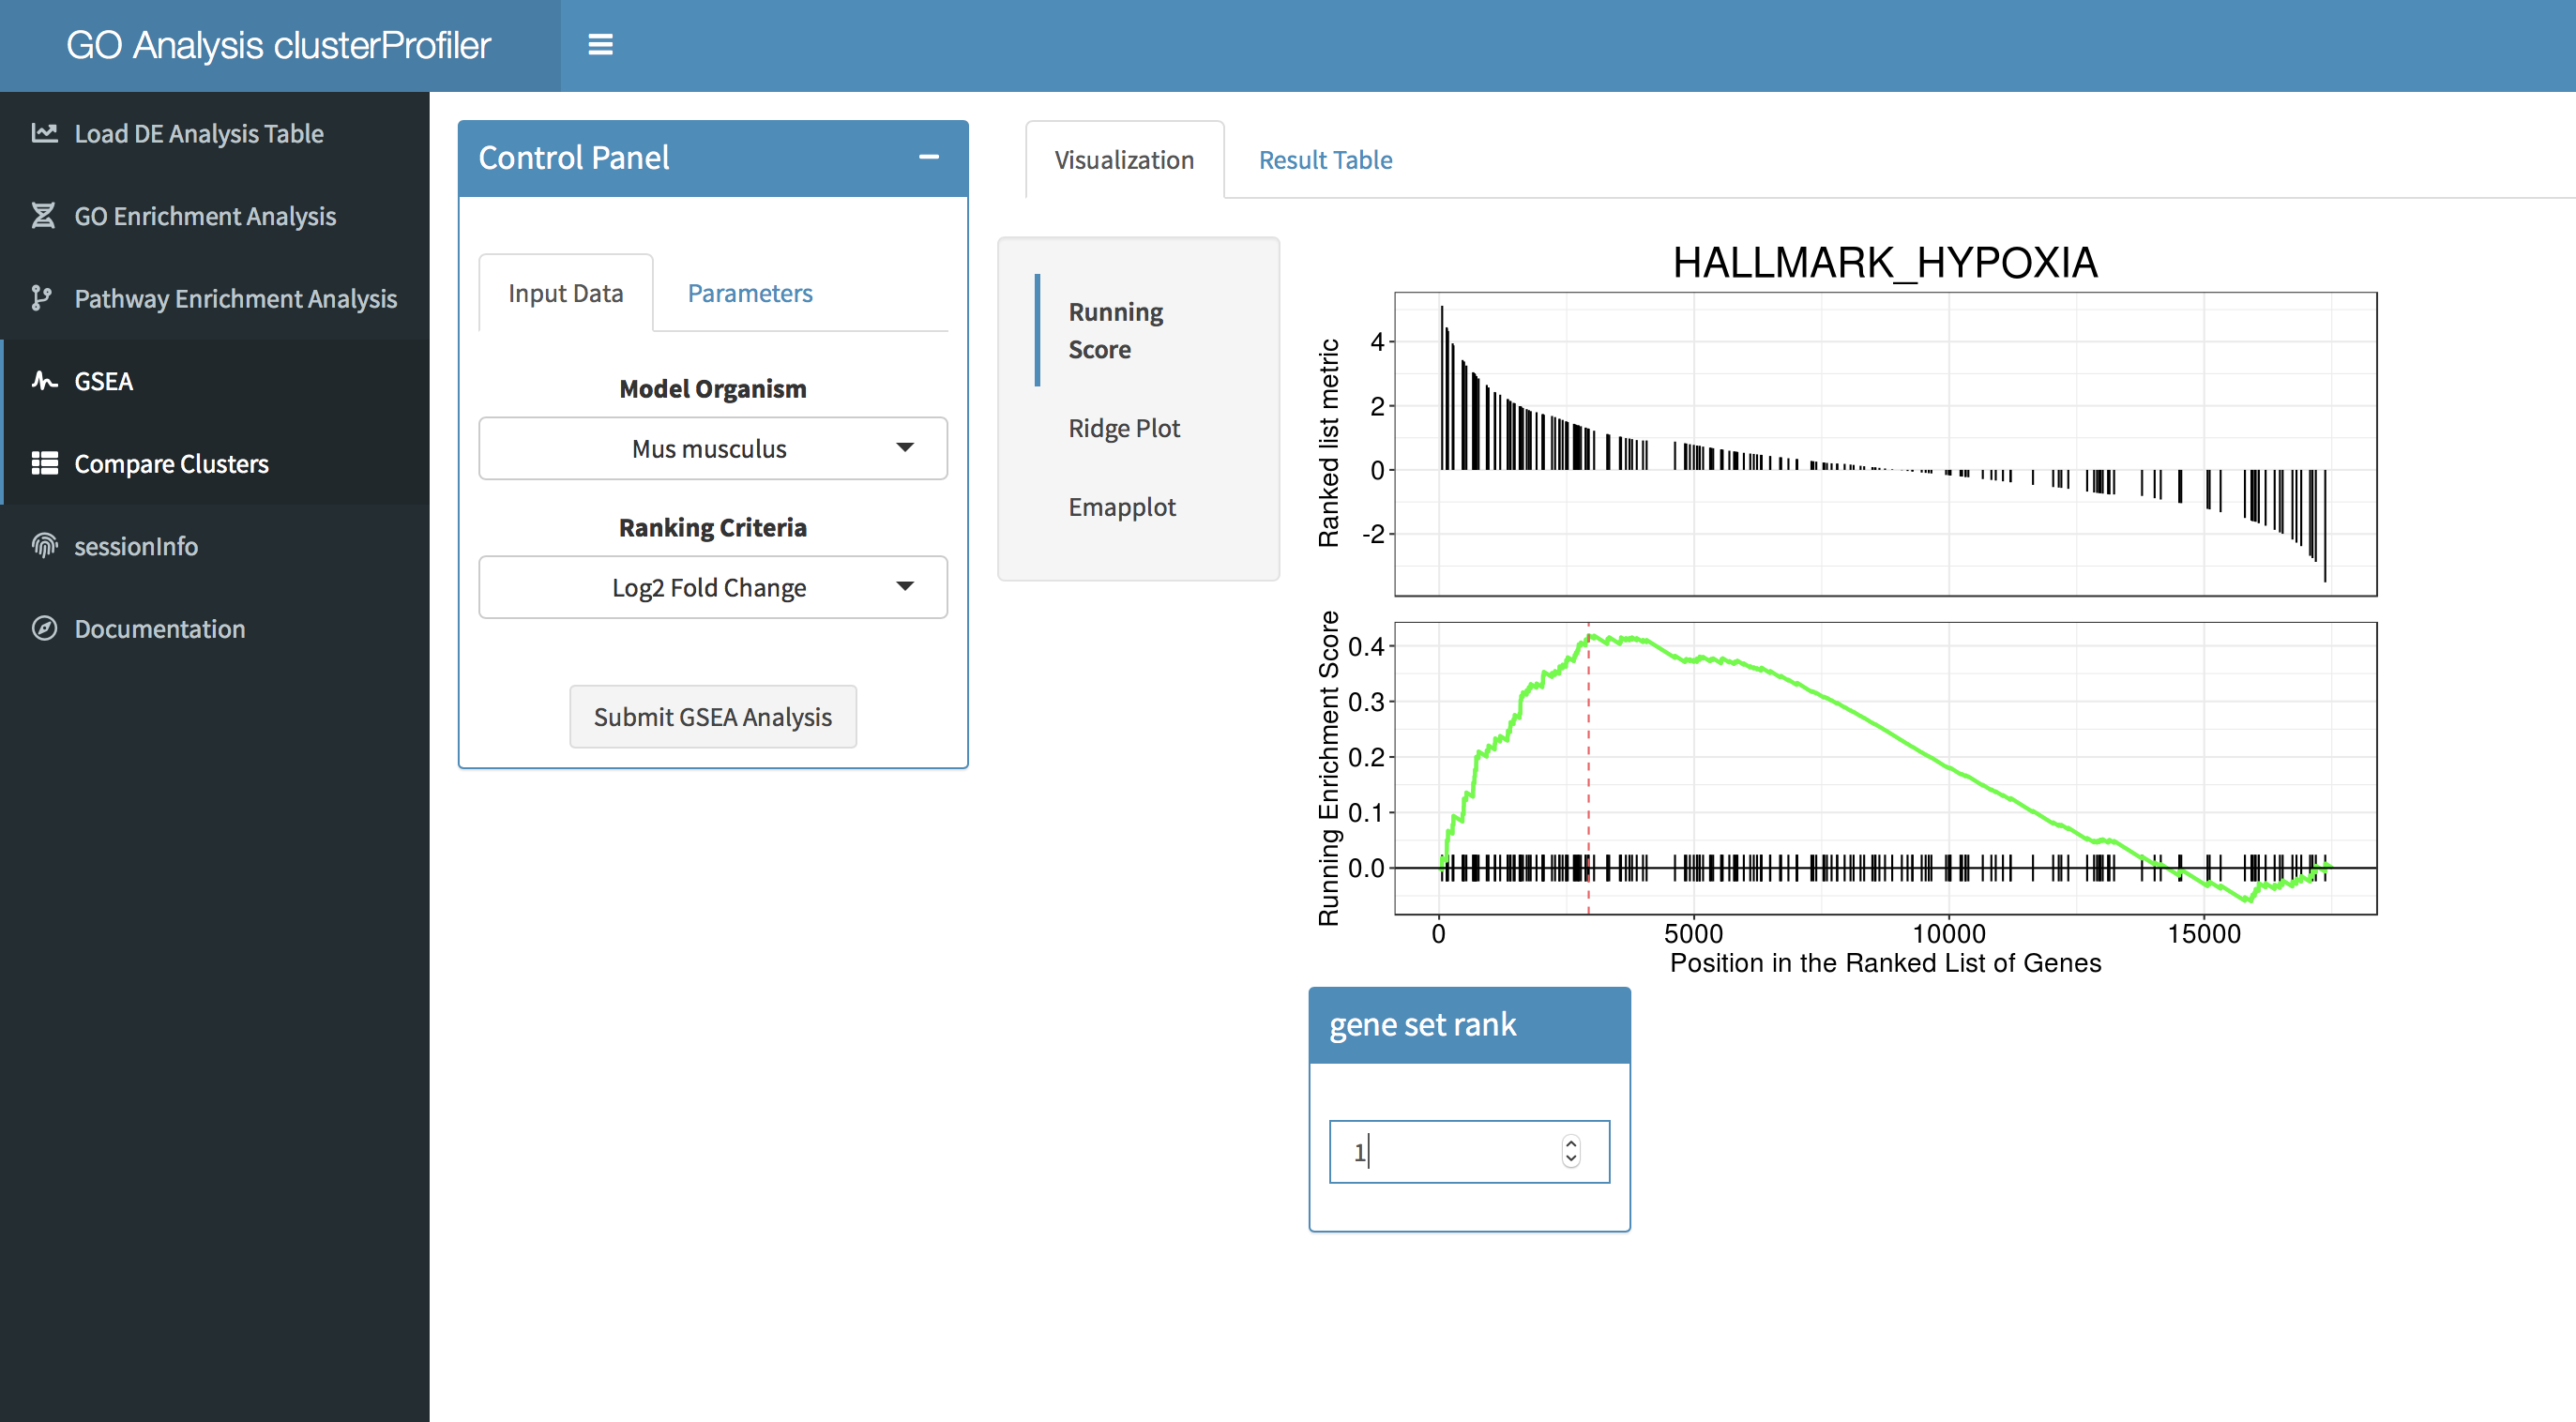 GO Analysis clusterProfiler
Load DE Analysis Table
GO Enrichment Analysis
Pathway Enrichment Analysis
GSEA
Compare Clusters
sessionInfo
Documentation
Control Panel
Input Data
Parameters
Model Organism
Mus musculus
Ranking Criteria
Log2 Fold Change
Submit GSEA Analysis
Visualization
Result Table
Running
Score
Ridge Plot
Emapplot
HALLMARK_HYPOXIA
Ranked list metric
4
2
0
-2
Running Enrichment Score
0.4
0.3
0.2
0.1
0.0
0
5000
10000
15000
Position in the Ranked List of Genes
gene set rank
1